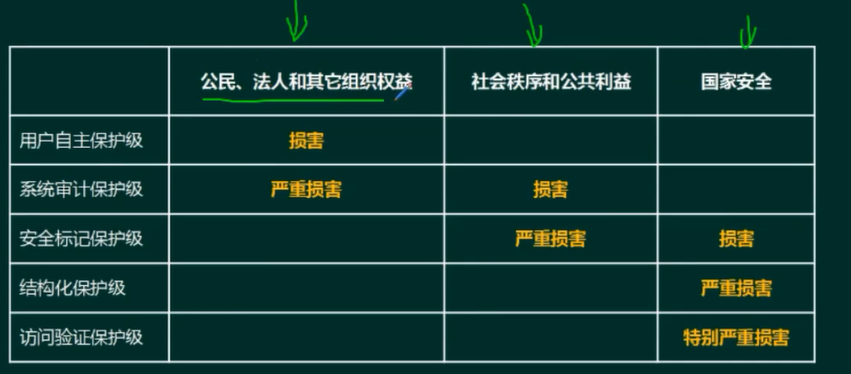 公民、法人和其它组织权益 社会秩序和公共利益 国家安全
用户自主保护级 损害
系统审计保护级 严重损害 损害
安全标记保护级 严重损害 损害
结构化保护级 严重损害
访问验证保护级 特别严重损害